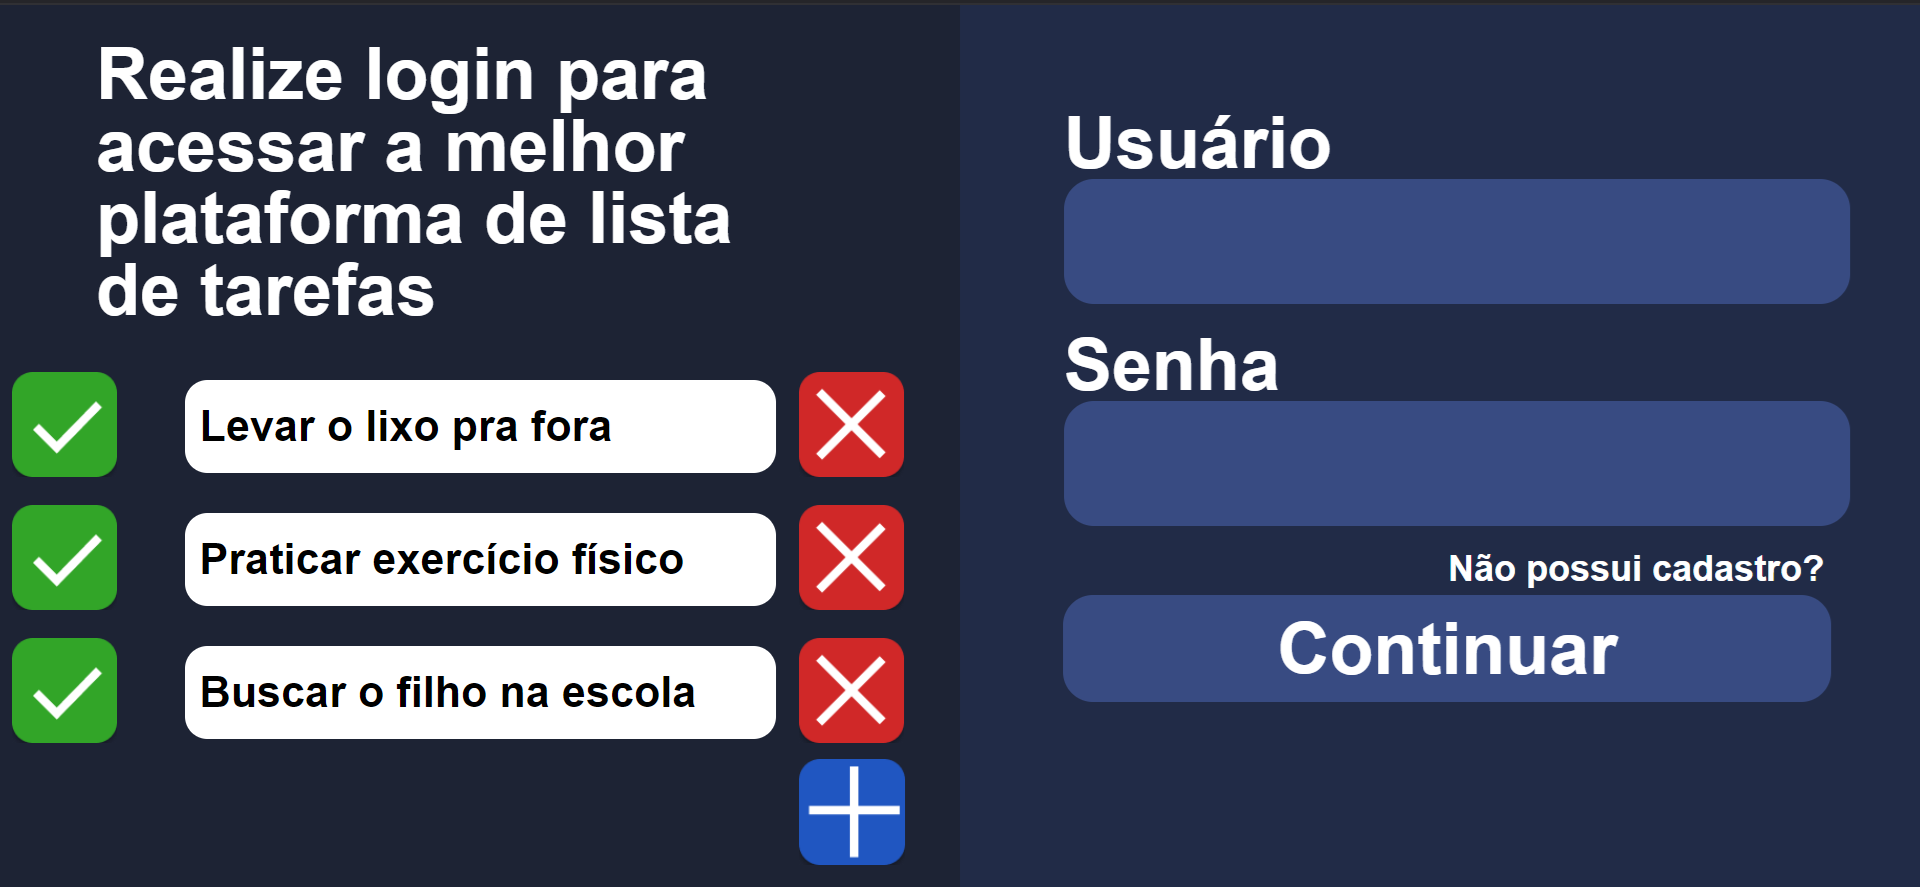 Realize login para
acessar a melhor
plataforma de lista
de tarefas
Levar o lixo pra fora
Praticar exercício físico
Buscar o filho na escola
Usuário
Senha
Não possui cadastro?
Continuar